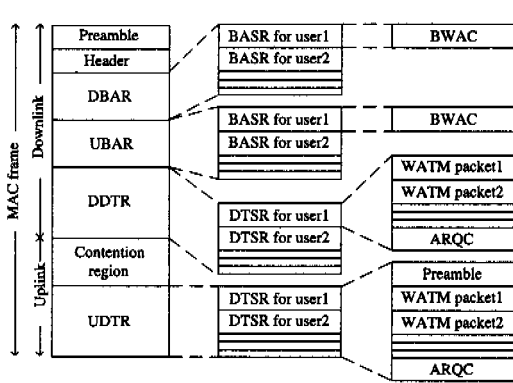 MAC frame
Downlink
Uplink
Preamble
Header
DBAR
UBAR
DDTR
Contention
region
UDTR
BASR for user1
BASR for user2
BASR for user1
BASR for user2
DTSR for user1
DTSR for user2
DTSR for user1
DTSR for user2
BWAC
BWAC
WATM packet1
WATM packet2
ARQC
Preamble
WATM packet1
WATM packet2
ARQC